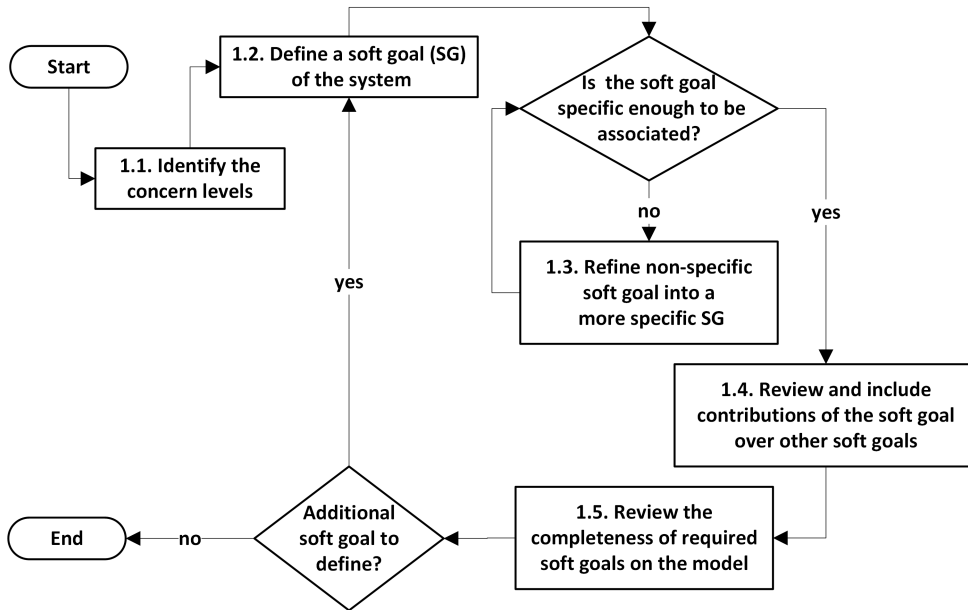 Start
1.2. Define a soft goal (SG)
of the system
Is the soft goal
specific enough to be
associated?
1.1. Identify the
concern levels
no
yes
1.3. Refine non-specific
soft goal into a
more specific SG
yes
1.4. Review and include
contributions of the soft goal
over other soft goals
1.5. Review the
completeness of required
soft goals on the model
Additional
soft goal to
define?
no
End